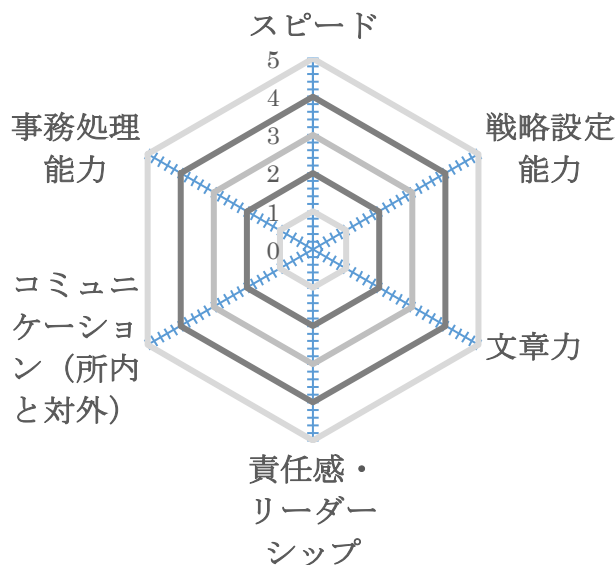 スピード
5
4
3
2
1
0
戦略設定
能力
文章力
責任感・
リーダー
シップ
コミュニ
ケーショ
ン（所内
と対外）
事務処理
能力